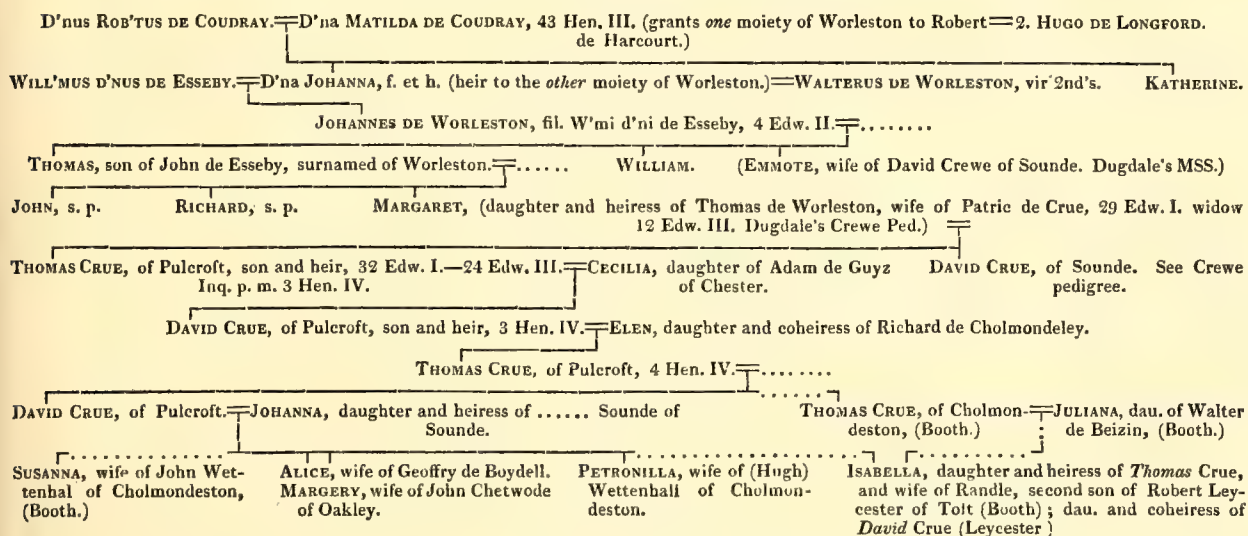 D'nus Rob'tus de Coudray.=D'na Matilda de Coudray, 43 Hen. III. (grants one moiety of Worleston to Robert=2. Hugo de Longford.
de Harcourt.)
Will'mus d'nus de Esseby.=D'na Johanna, f. et h. (heir to the other moiety of Worleston.)=Walterus de Worleston, vir 2nd's. Katherine.
Johannes de Worleston, fil. W'mi d'ni de Esseby, 4 Edw. II.=........
Thomas, son of John de Esseby, surnamed of Worleston.=...... William. (Emmote, wife of David Crewe of Sounde. Dugdale's MSS.)
John, s. p. Richard, s. p. Margaret, (daughter and heiress of Thomas de Worleston, wife of Patric de Crue, 29 Edw. I. widow
12 Edw. III. Dugdale's Crewe Ped.) =
Thomas Crue, of Pulcroft, son and heir, 32 Edw. I.—24 Edw. III.=Cecilia, daughter of Adam de Guyz David Crue, of Sounde. See Crewe
Inq. p. m. 3 Hen. IV. of Chester. pedigree.
David Crue, of Pulcroft, son and heir, 3 Hen. IV.=Elen, daughter and coheiress of Richard de Cholmondeley.
Thomas Crue, of Pulcroft, 4 Hen. IV.=........
David Crue, of Pulcroft.=Johanna, daughter and heiress of ...... Sounde of Thomas Crue, of Cholmon-=Juliana, dau. of Walter
Sounde. deston, (Booth.) de Beizin, (Booth.)
Susanna, wife of John Wet- Alice, wife of Geoffry de Boydell. Petronilla, wife of (Hugh) Isabella, daughter and heiress of Thomas Crue,
tenhal of Cholmondeston, Margery, wife of John Chetwode Wettenhall of Cholmon- and wife of Randle, second son of Robert Ley-
(Booth.) of Oakley. deston. cester of Toft (Booth) ; dau. and coheiress of
David Crue (Leycester )